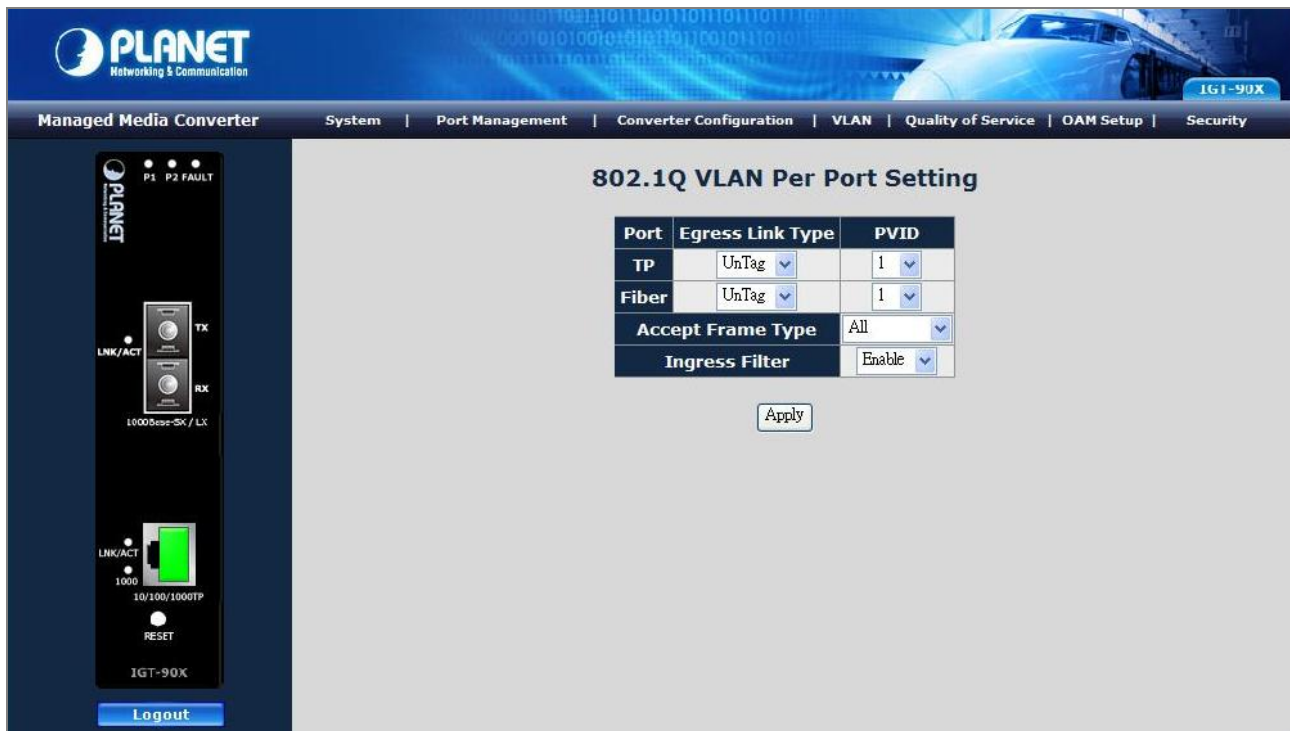 PLANET
Networking & Communication
IGT-90X
Managed Media Converter
System | Port Management | Converter Configuration | VLAN | Quality of Service | OAM Setup | Security
P1 P2 FAULT
PLANET
802.1Q VLAN Per Port Setting
Port Egress Link Type PVID
TP UnTag 1
Fiber UnTag 1
Accept Frame Type All
Ingress Filter Enable
Apply
TX
LNK/ACT
RX
1000Base-SX / LX
LNK/ACT
1000
10/100/1000TP
RESET
IGT-90X
Logout